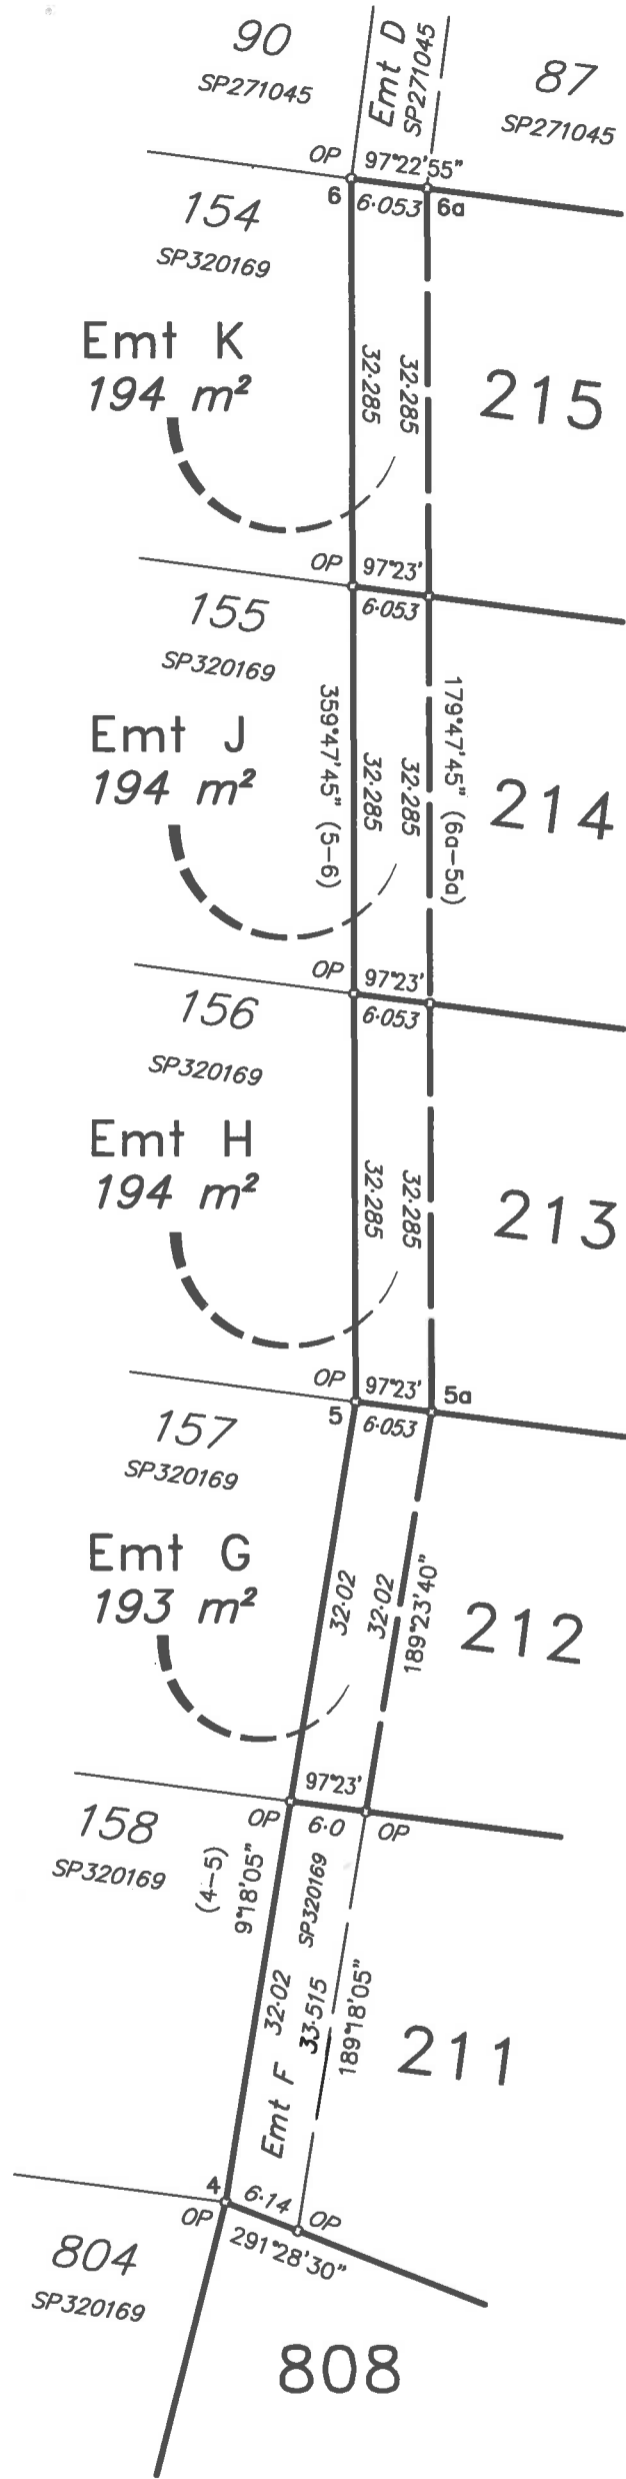 90
SP271045
Emt D
SP271045
87
SP271045
OP
97°22'55"
6
6·053
6a
154
SP320169
Emt K
194 m²
32·285
32·285
215
OP
97°23'
155
6·053
SP320169
359°47'45" (5–6)
179°47'45" (6a–5a)
Emt J
194 m²
32·285
32·285
214
OP
97°23'
156
6·053
SP320169
Emt H
194 m²
32·285
32·285
213
OP
97°23'
5a
5
6·053
157
SP320169
Emt G
193 m²
32·02
32·02
189°23'40"
212
97°23'
158
OP
6·0
OP
SP320169
(4–5)
9°18'05"
SP320169
32·02
33·515
189°18'05"
Emt F
211
4
6·14
OP
OP
291°28'30"
804
SP320169
808